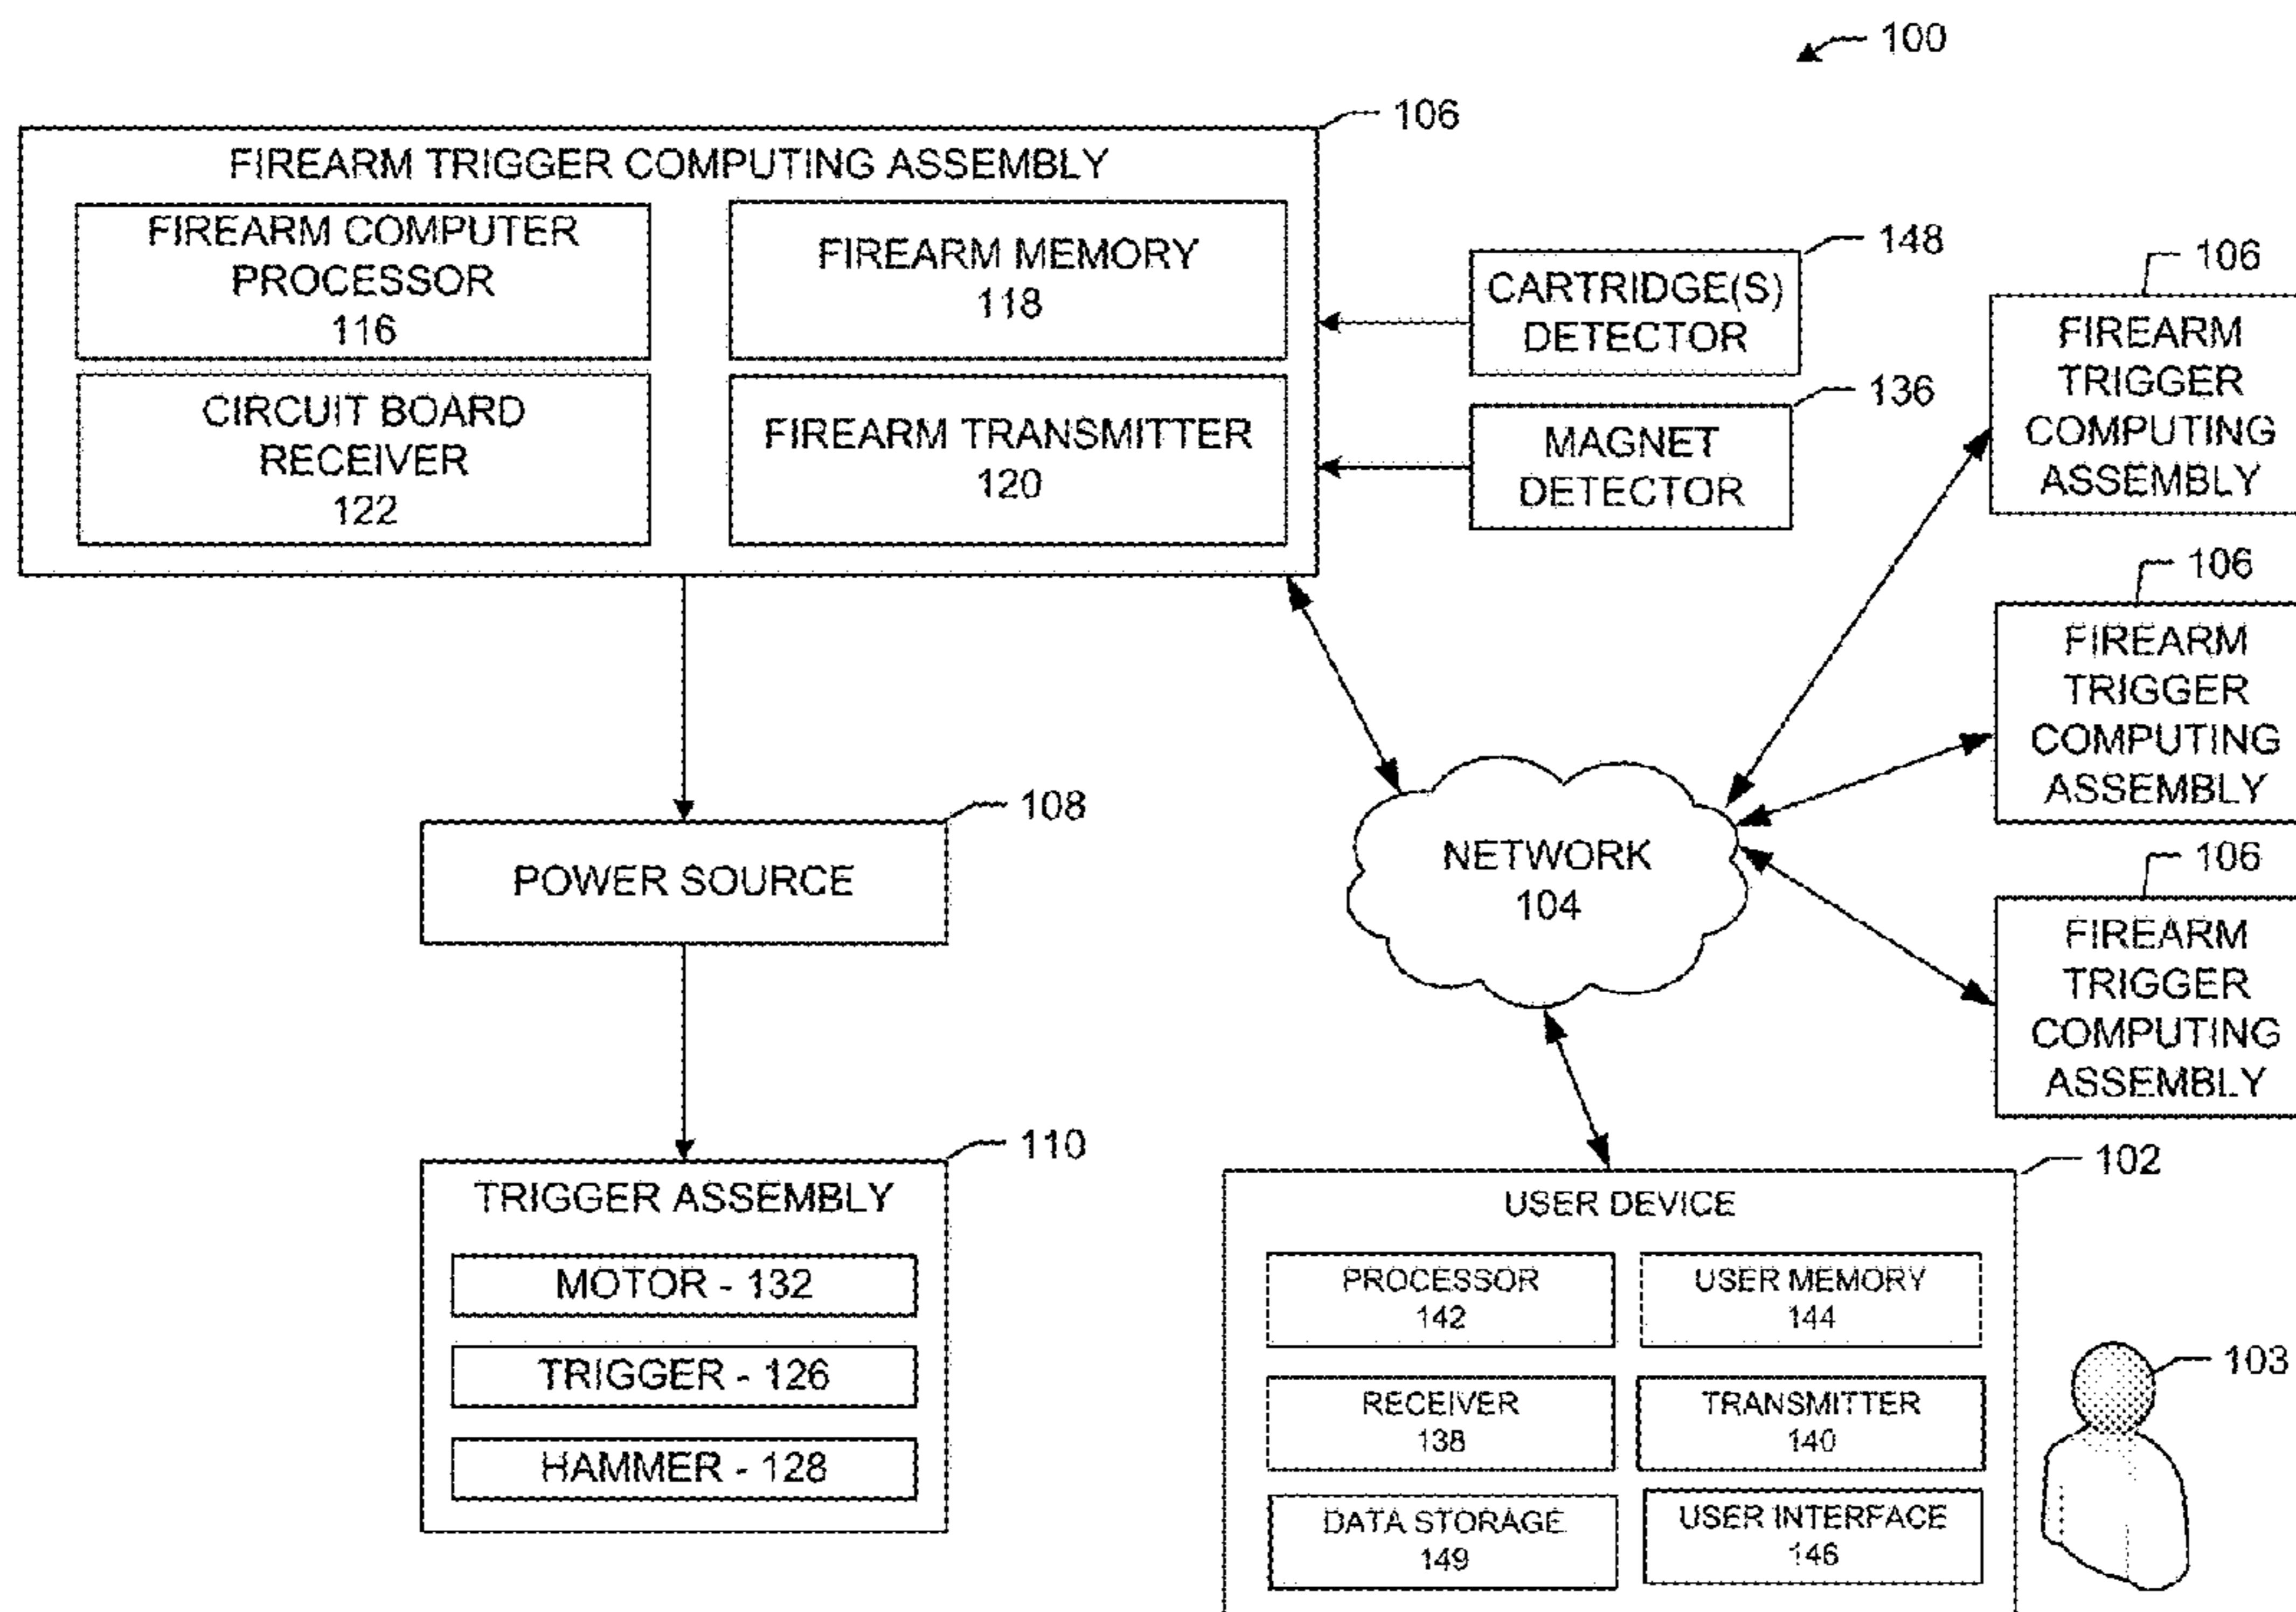 100
106
FIREARM TRIGGER COMPUTING ASSEMBLY
FIREARM COMPUTER
PROCESSOR
116
FIREARM MEMORY
118
CIRCUIT BOARD
RECEIVER
122
FIREARM TRANSMITTER
120
148
CARTRIDGE(S)
DETECTOR
136
MAGNET
DETECTOR
106
FIREARM
TRIGGER
COMPUTING
ASSEMBLY
106
FIREARM
TRIGGER
COMPUTING
ASSEMBLY
106
FIREARM
TRIGGER
COMPUTING
ASSEMBLY
108
POWER SOURCE
NETWORK
104
110
TRIGGER ASSEMBLY
MOTOR - 132
TRIGGER - 126
HAMMER - 128
102
USER DEVICE
PROCESSOR
142
USER MEMORY
144
RECEIVER
138
TRANSMITTER
140
DATA STORAGE
149
USER INTERFACE
146
103